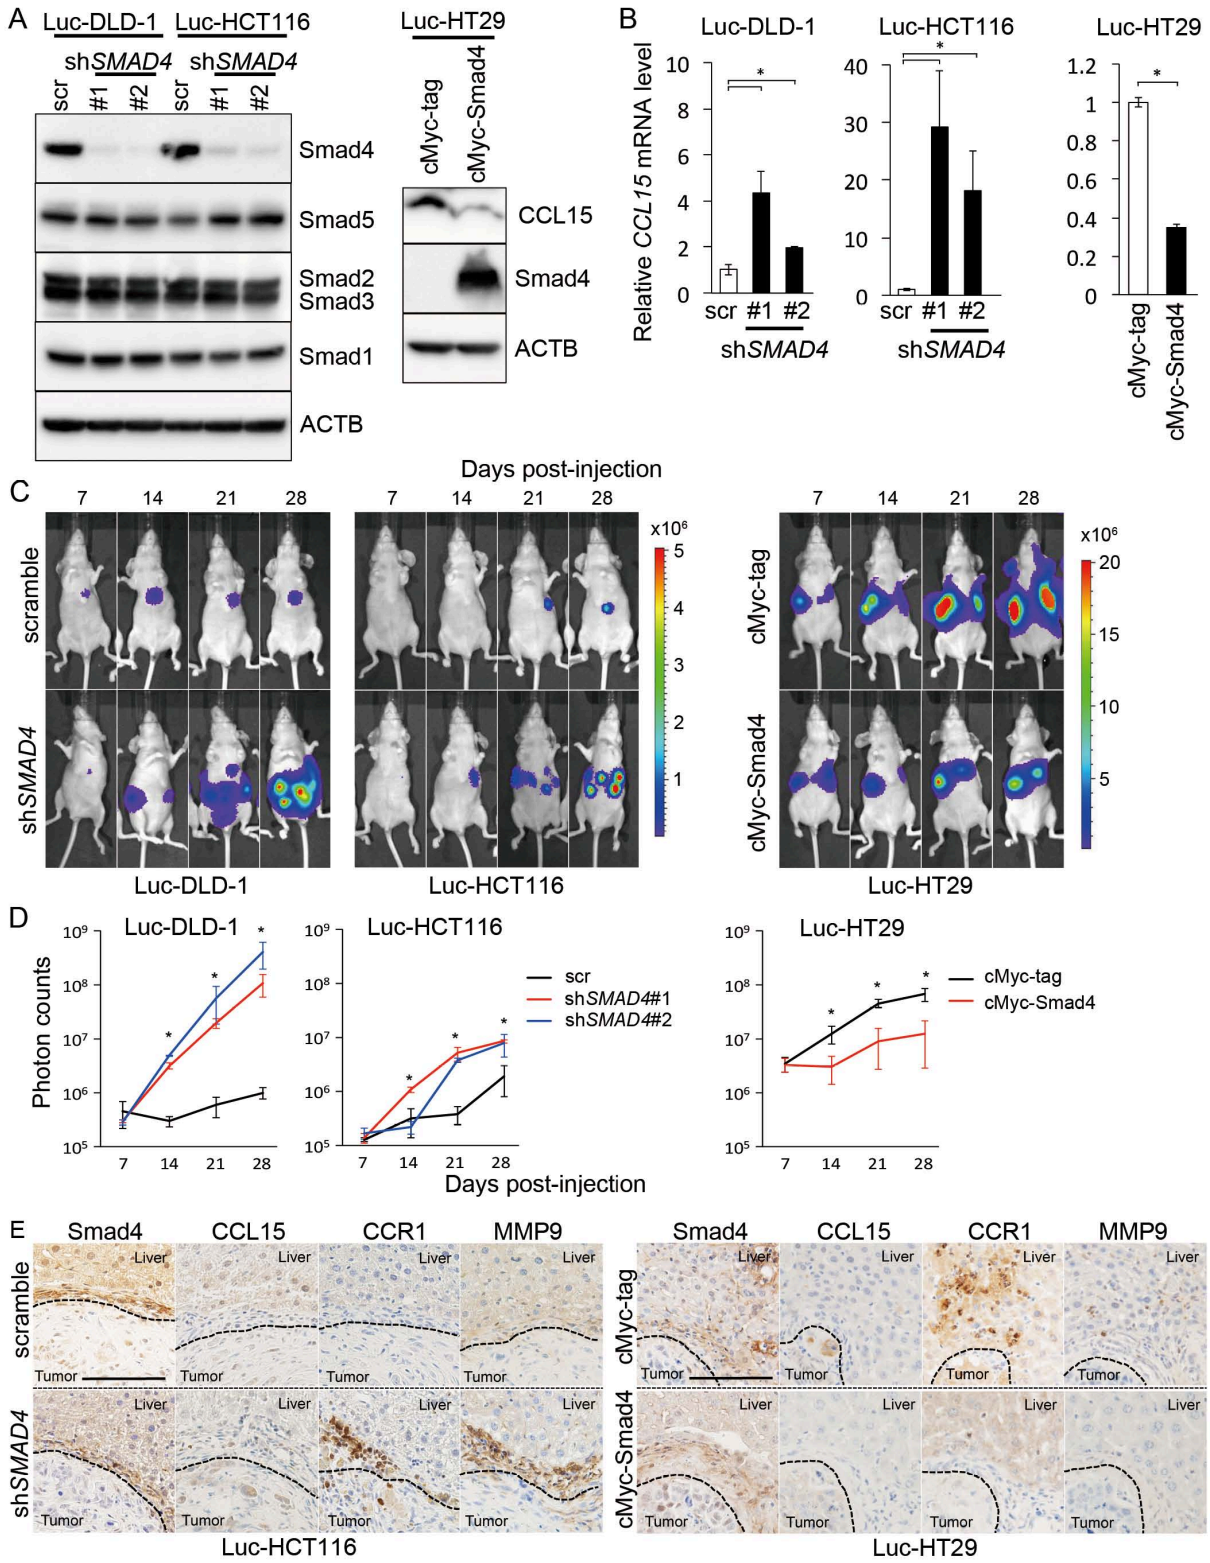 A
Luc-DLD-1 Luc-HCT116
shSMAD4 shSMAD4
scr #1 #2 scr #1 #2
Smad4
Smad5
Smad2
Smad3
Smad1
ACTB
Luc-HT29
cMyc-tag cMyc-Smad4
CCL15
Smad4
ACTB
B
Relative CCL15 mRNA level
Luc-DLD-1
*
10
8
6
4
2
0
scr #1 #2
shSMAD4
Luc-HCT116
*
40
30
20
10
0
scr #1 #2
shSMAD4
Luc-HT29
*
1.2
1
0.8
0.6
0.4
0.2
0
cMyc-tag cMyc-Smad4
C
Days post-injection
7 14 21 28 7 14 21 28 7 14 21 28
scramble
shSMAD4
x10⁶
5
4
3
2
1
cMyc-tag
cMyc-Smad4
x10⁶
20
15
10
5
Luc-DLD-1 Luc-HCT116 Luc-HT29
D
Photon counts
Luc-DLD-1
* * *
10⁹
10⁸
10⁷
10⁶
10⁵
7 14 21 28
Luc-HCT116
* * *
10⁹
10⁸
10⁷
10⁶
10⁵
7 14 21 28
scr
shSMAD4#1
shSMAD4#2
Luc-HT29
* * *
10⁹
10⁸
10⁷
10⁶
10⁵
7 14 21 28
cMyc-tag
cMyc-Smad4
Days post-injection
E
Smad4 CCL15 CCR1 MMP9
scramble
Liver Liver Liver Liver
Tumor Tumor Tumor Tumor
shSMAD4
Liver Liver Liver Liver
Tumor Tumor Tumor Tumor
Luc-HCT116
Smad4 CCL15 CCR1 MMP9
cMyc-tag
Liver Liver Liver Liver
Tumor Tumor Tumor Tumor
cMyc-Smad4
Liver Liver Liver Liver
Tumor Tumor Tumor Tumor
Luc-HT29